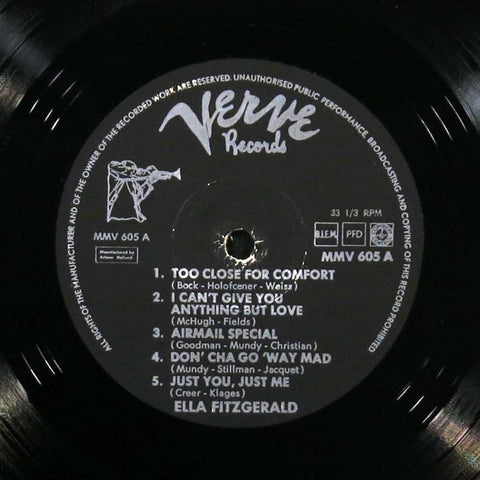 ALL RIGHTS OF THE MANUFACTURER AND OF THE OWNER OF THE RECORDED WORK ARE RESERVED. UNAUTHORISED PUBLIC PERFORMANCE, BROADCASTING AND COPYING OF THIS RECORD PROHIBITED
Verve
Records
33 1/3 RPM
MMV 605 A
B.I.E.M.
PFD
MMV 605 A
Manufactured by
1. TOO CLOSE FOR COMFORT
(Bock - Holofcener - Weiss)
2. I CAN'T GIVE YOU
ANYTHING BUT LOVE
(McHugh - Fields)
3. AIRMAIL SPECIAL
(Goodman - Mundy - Christian)
4. DON' CHA GO 'WAY MAD
(Mundy - Stillman - Jacquet)
5. JUST YOU, JUST ME
(Creer - Klages)
ELLA FITZGERALD